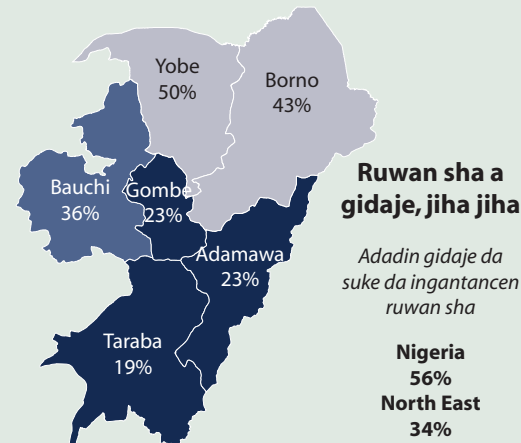 Yobe
50%
Borno
43%
Bauchi
36%
Gombe
23%
Adamawa
23%
Taraba
19%
Ruwan sha a
gidaje, jiha jiha
Adadin gidaje da
suke da ingantancen
ruwan sha
Nigeria
56%
North East
34%